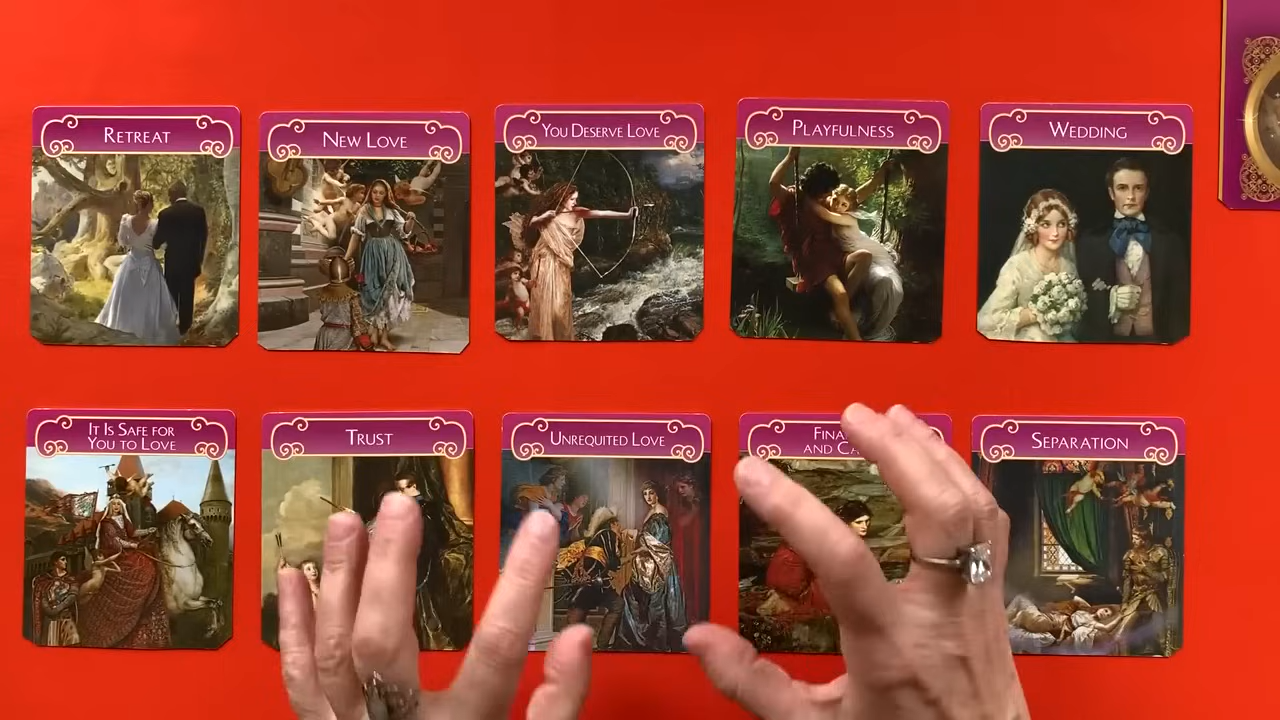 RETREAT
NEW LOVE
YOU DESERVE LOVE
PLAYFULNESS
WEDDING
IT IS SAFE FOR
YOU TO LOVE
TRUST
UNREQUITED LOVE
AND
SEPARATION